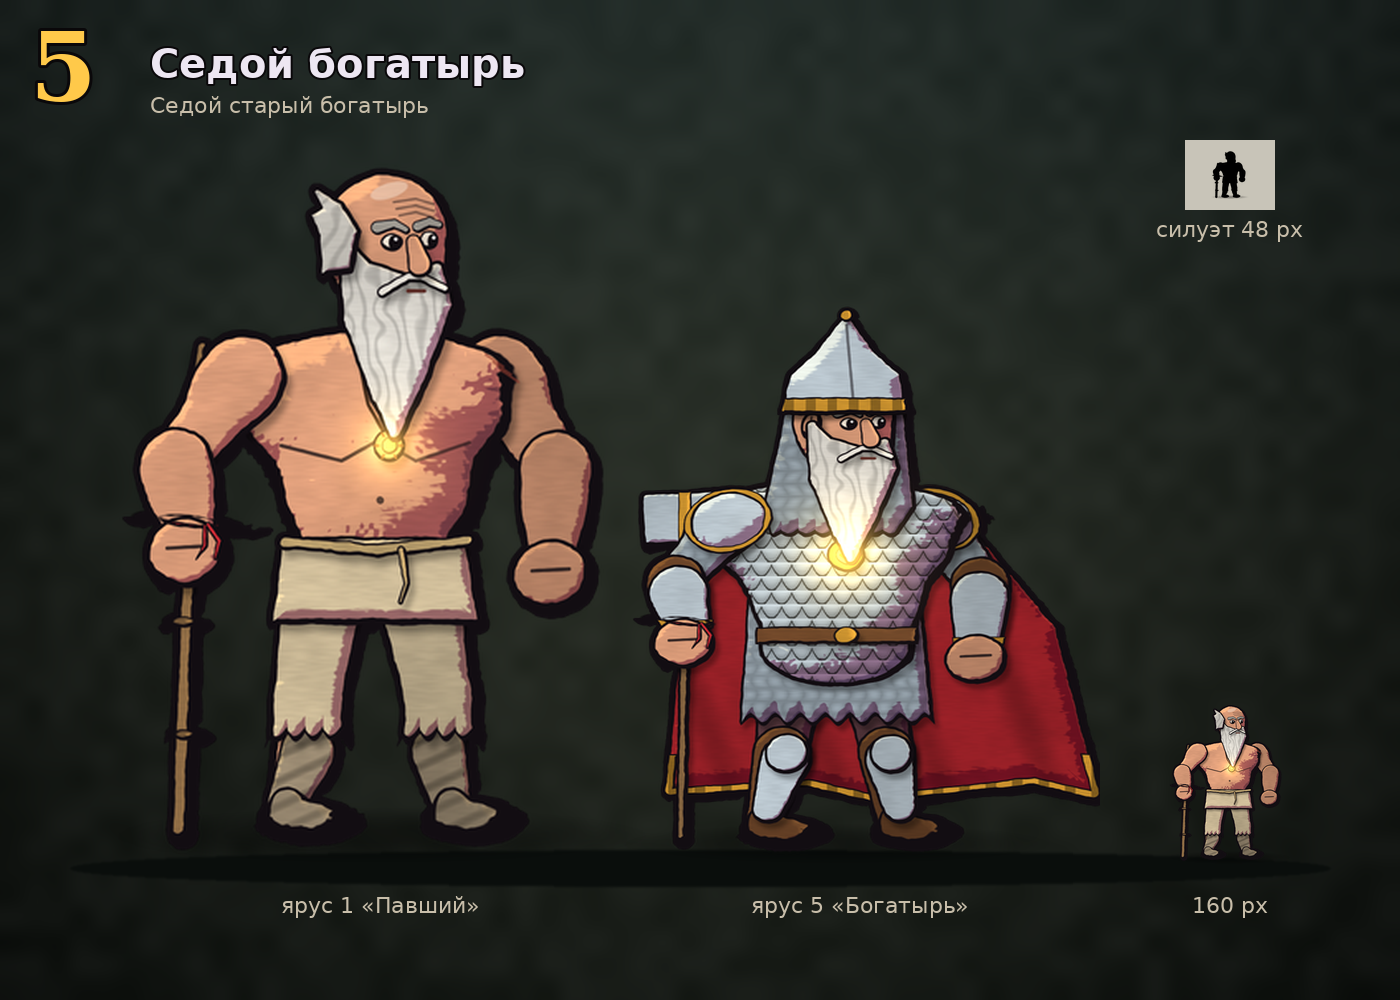 5
Седой богатырь
Седой старый богатырь
силуэт 48 px
ярус 1 «Павший»
ярус 5 «Богатырь»
160 px